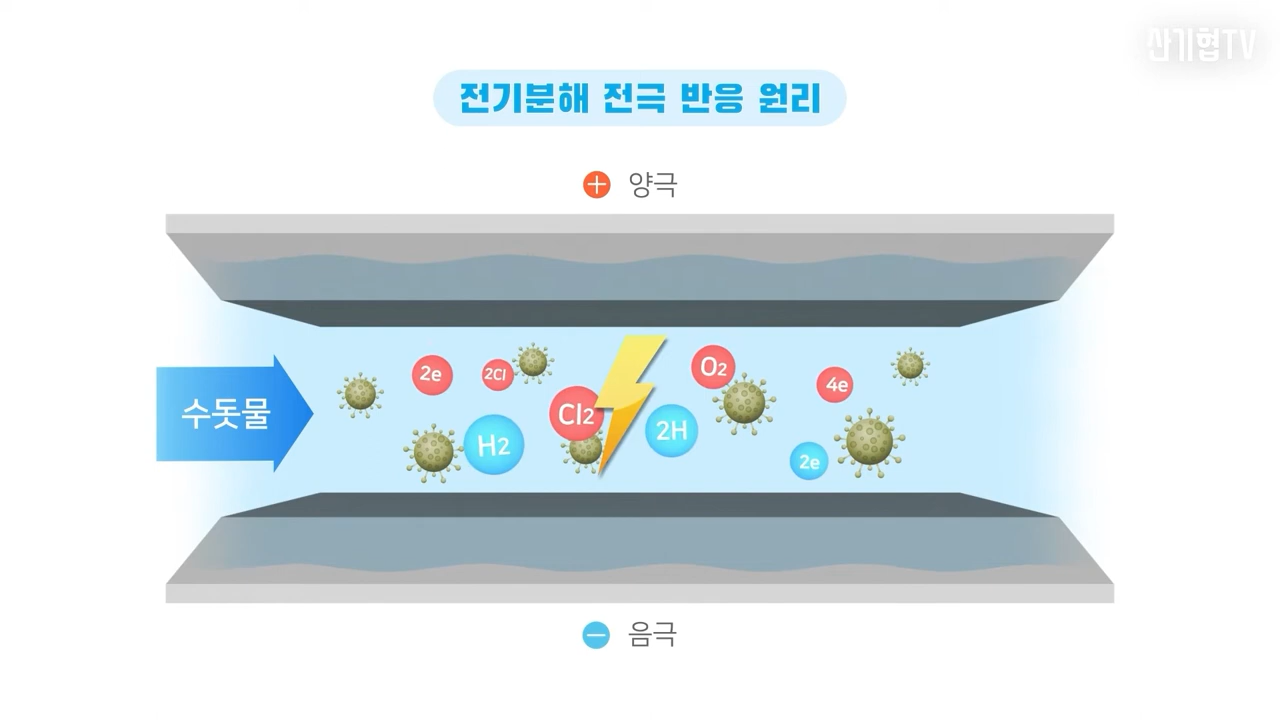 산기협TV
전기분해 전극 반응 원리
+ 양극
2e
2Cl
O2
4e
수돗물
H2
Cl2
2H
2e
− 음극